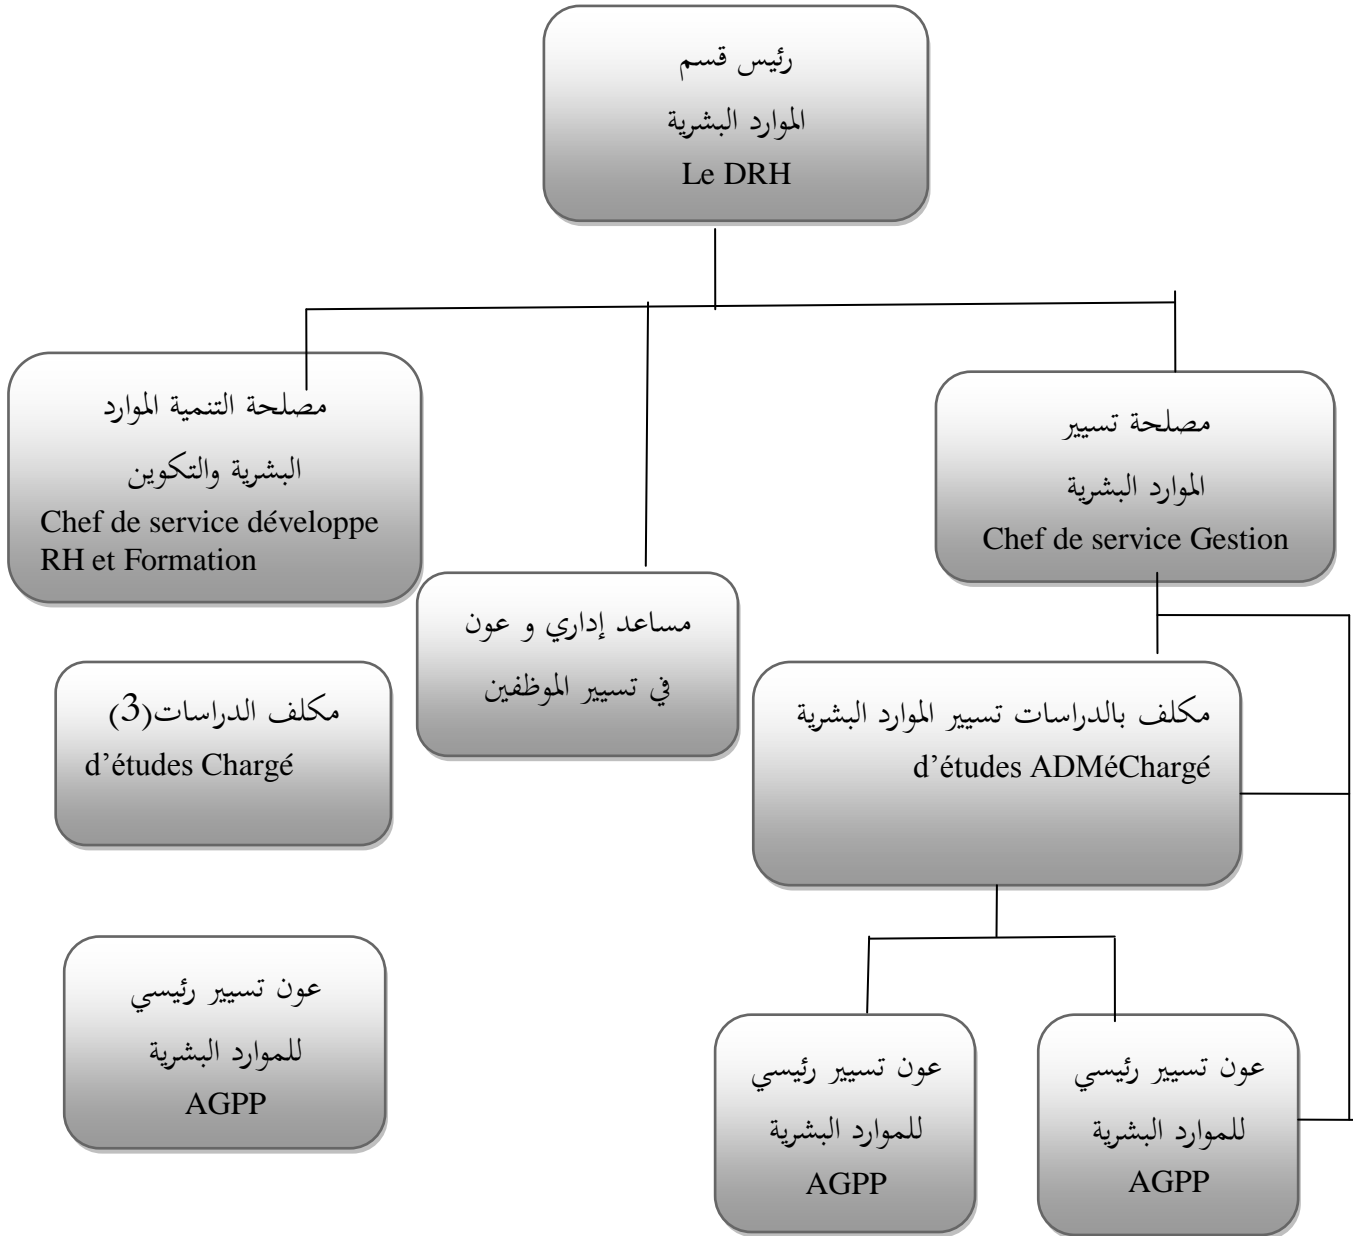 رئيس قسم
الموارد البشرية
Le DRH
مصلحة تسيير
الموارد البشرية
Chef de service Gestion
مصلحة التنمية الموارد
البشرية والتكوين
Chef de service développe
RH et Formation
مساعد إداري و عون
في تسيير الموظفين
مكلف بالدراسات تسيير الموارد البشرية
d’études ADMéChargé
مكلف الدراسات(3)
d’études Chargé
عون تسيير رئيسي
للموارد البشرية
AGPP
عون تسيير رئيسي
للموارد البشرية
AGPP
عون تسيير رئيسي
للموارد البشرية
AGPP